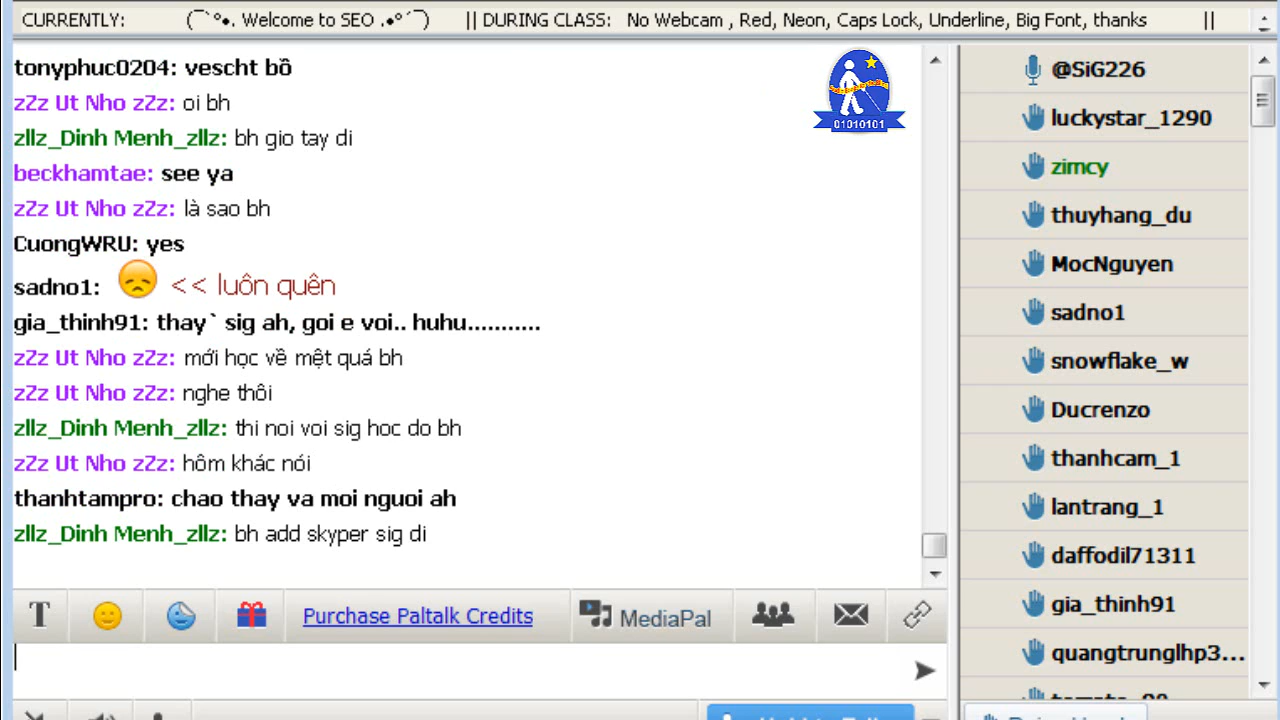 CURRENTLY: (¯`º•. Welcome to SEO .•º´¯) || DURING CLASS: No Webcam , Red, Neon, Caps Lock, Underline, Big Font, thanks ||
tonyphuc0204: vescht bồ
zZz Ut Nho zZz: oi bh
zllz_Dinh Menh_zllz: bh gio tay di
beckhamtae: see ya
zZz Ut Nho zZz: là sao bh
CuongWRU: yes
sadno1: << luôn quên
gia_thinh91: thay` sig ah, goi e voi.. huhu...........
zZz Ut Nho zZz: mới học về mệt quá bh
zZz Ut Nho zZz: nghe thôi
zllz_Dinh Menh_zllz: thi noi voi sig hoc do bh
zZz Ut Nho zZz: hôm khác nói
thanhtampro: chao thay va moi nguoi ah
zllz_Dinh Menh_zllz: bh add skyper sig di
01010101
T
Purchase Paltalk Credits
MediaPal
@SiG226
luckystar_1290
zimcy
thuyhang_du
MocNguyen
sadno1
snowflake_w
Ducrenzo
thanhcam_1
lantrang_1
daffodil71311
gia_thinh91
quangtrunglhp3...